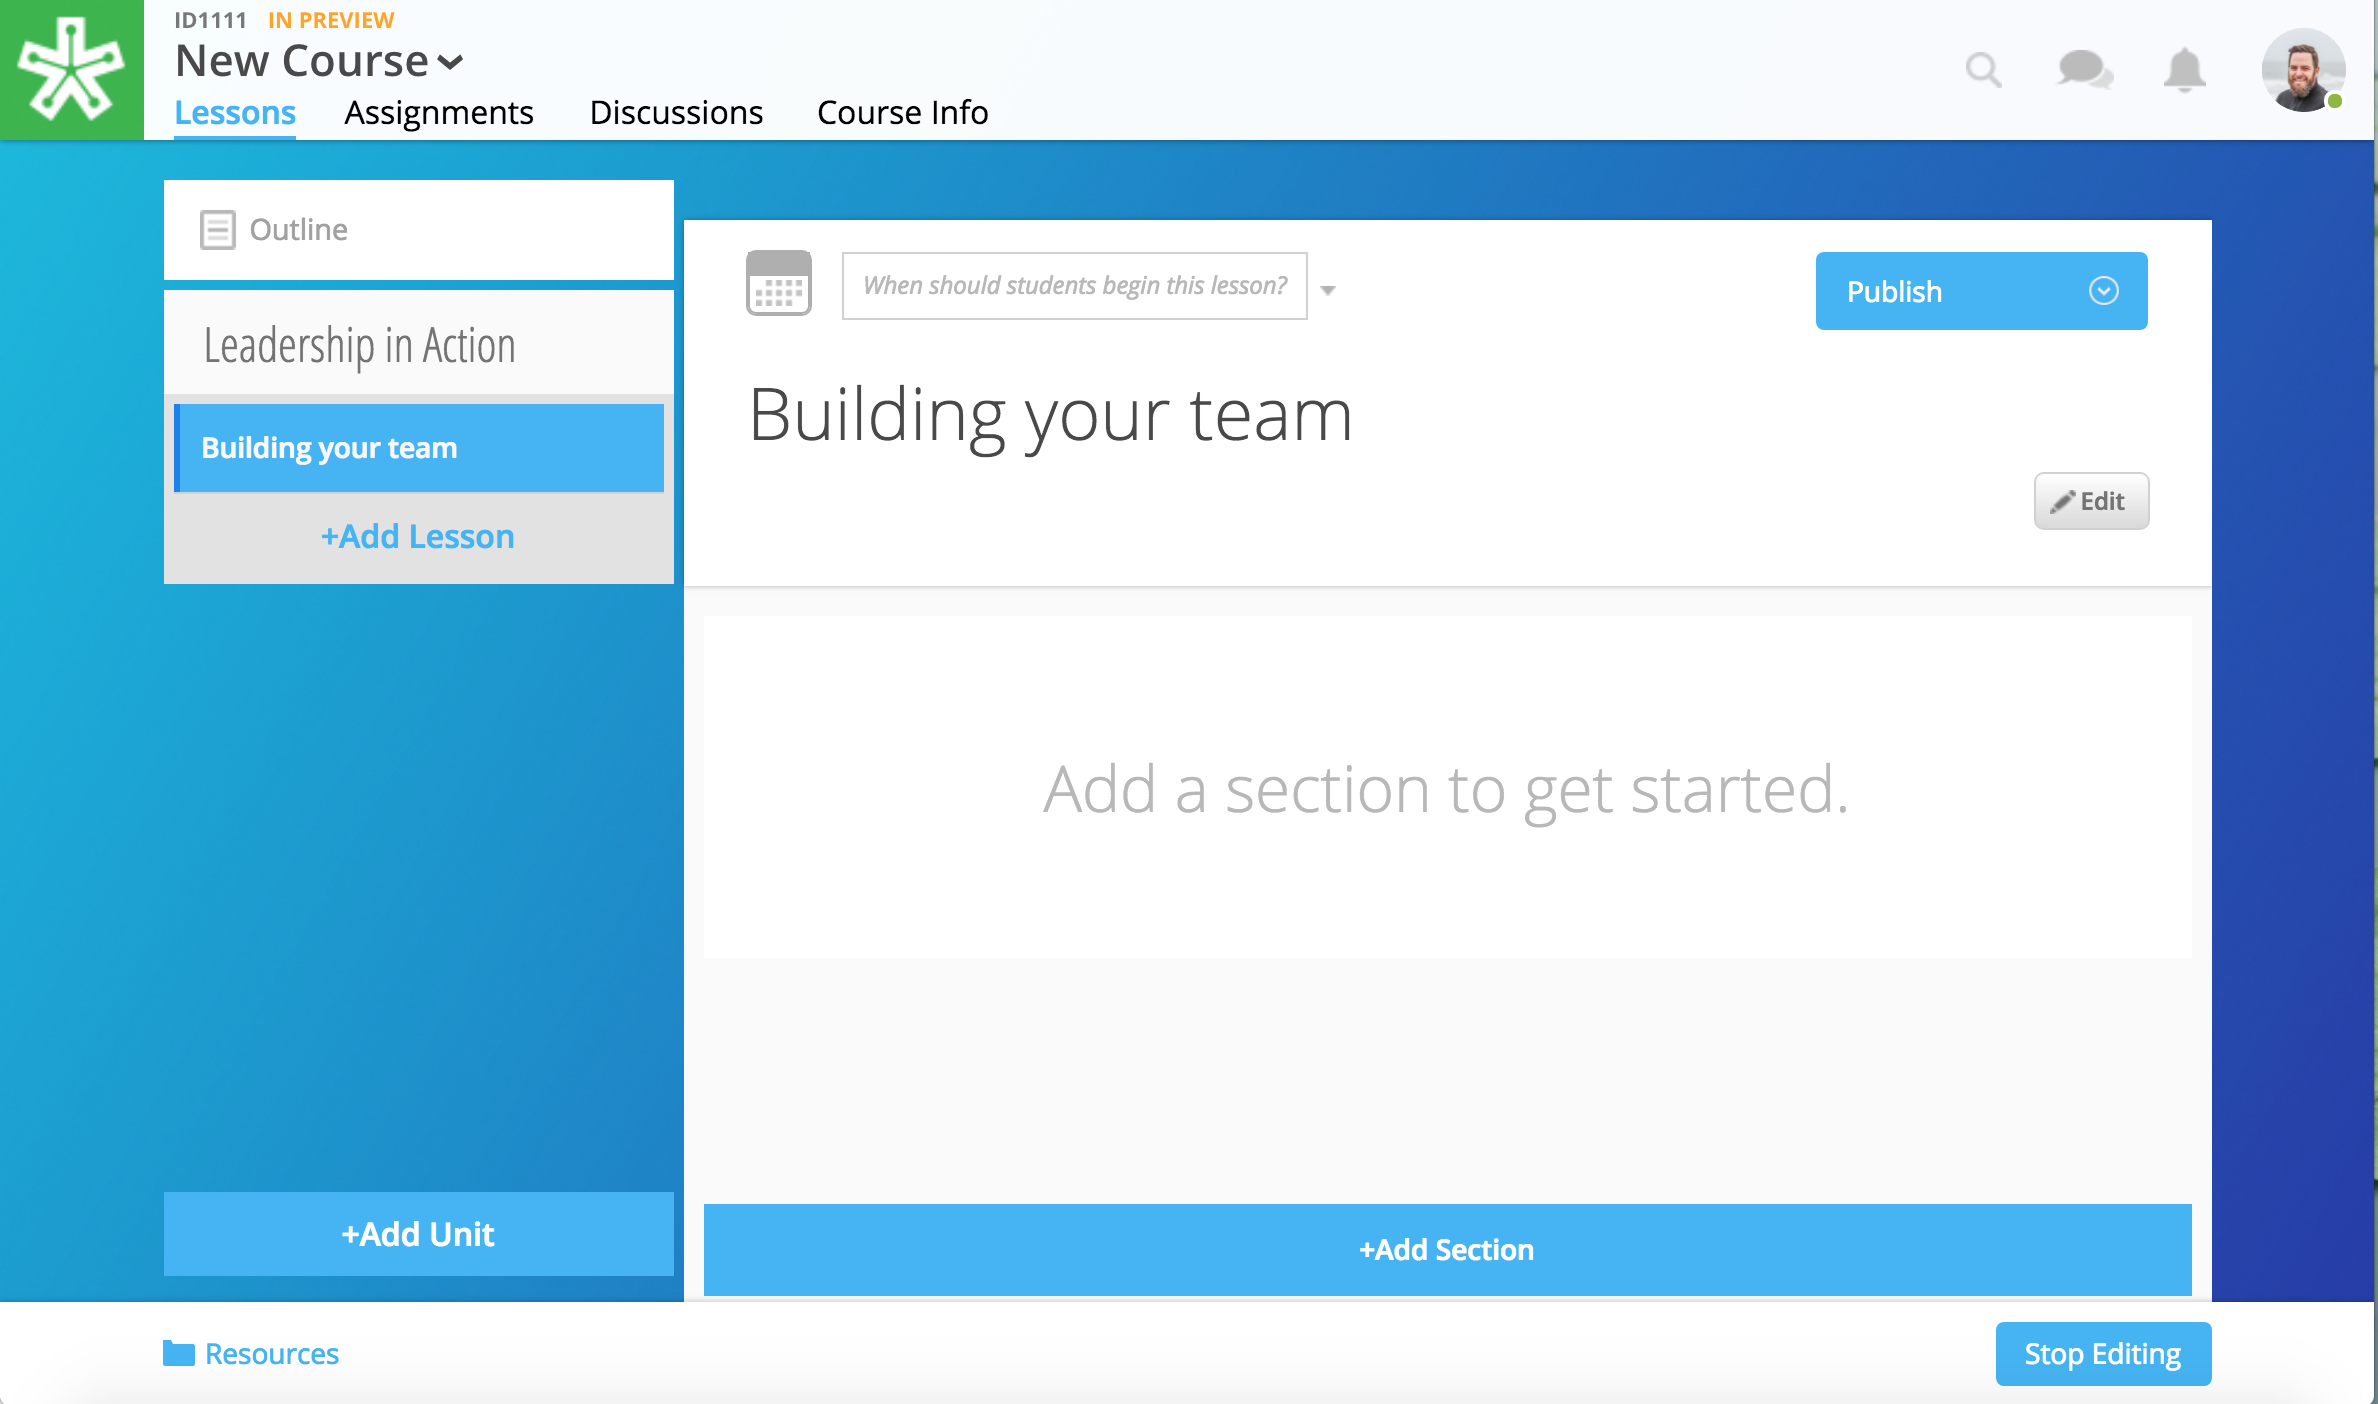 ID1111 IN PREVIEW
New Course
Lessons Assignments Discussions Course Info
Outline
Leadership in Action
Building your team
+Add Lesson
+Add Unit
When should students begin this lesson?
Publish
Building your team
Edit
Add a section to get started.
+Add Section
Resources
Stop Editing